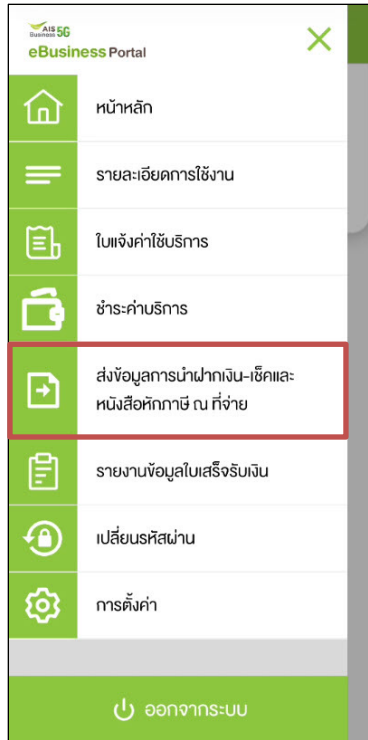 AIS 5G
Business
eBusiness Portal
หน้าหลัก
รายละเอียดการใช้งาน
ใบแจ้งค่าใช้บริการ
ชำระค่าบริการ
ส่งข้อมูลการนำฝากเงิน-เช็คและ
หนังสือหักภาษี ณ ที่จ่าย
รายงานข้อมูลใบเสร็จรับเงิน
เปลี่ยนรหัสผ่าน
การตั้งค่า
ออกจากระบบ